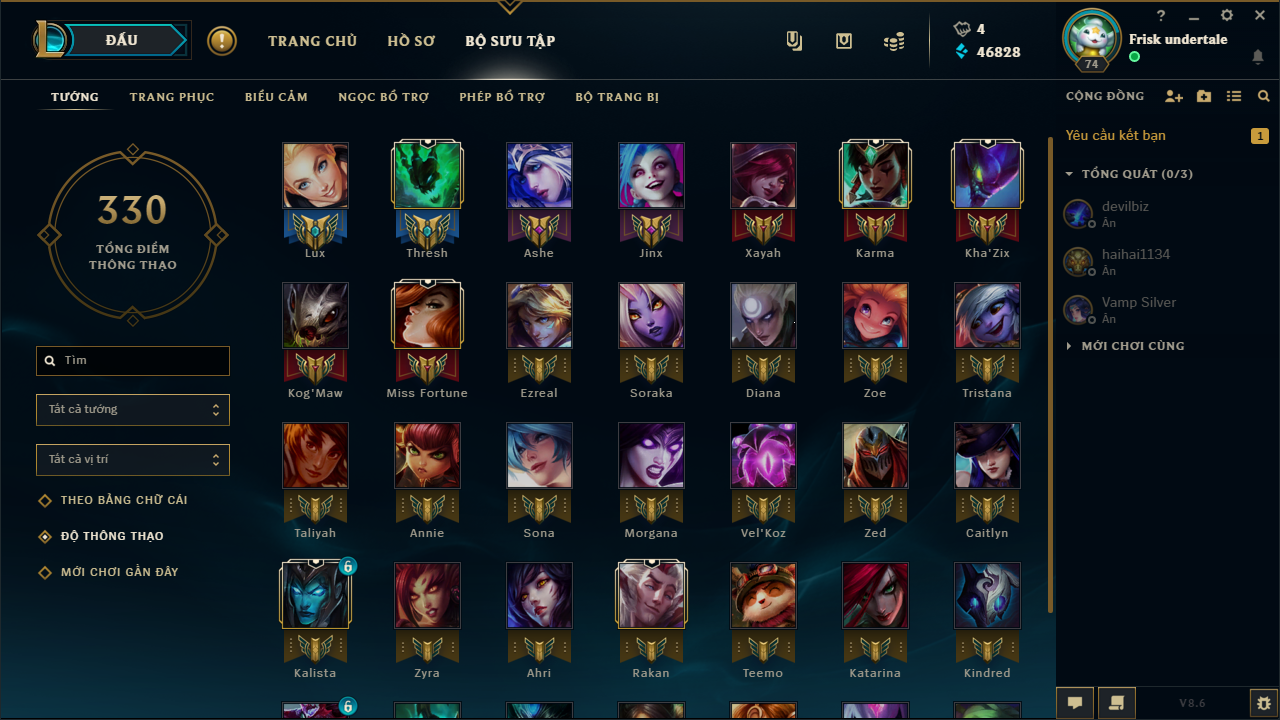 ĐẤU
!
TRANG CHỦ
HỒ SƠ
BỘ SƯU TẬP
4
46828
?
74
Frisk undertale
TƯỚNG
TRANG PHỤC
BIỂU CẢM
NGỌC BỔ TRỢ
PHÉP BỔ TRỢ
BỘ TRANG BỊ
CỘNG ĐỒNG
330
TỔNG ĐIỂM
THÔNG THẠO
Tìm
Tất cả tướng
Tất cả vị trí
THEO BẢNG CHỮ CÁI
ĐỘ THÔNG THẠO
MỚI CHƠI GẦN ĐÂY
Lux
Thresh
Ashe
Jinx
Xayah
Karma
Kha'Zix
Kog'Maw
Miss Fortune
Ezreal
Soraka
Diana
Zoe
Tristana
Taliyah
Annie
Sona
Morgana
Vel'Koz
Zed
Caitlyn
6
Kalista
Zyra
Ahri
Rakan
Teemo
Katarina
Kindred
6
Yêu cầu kết bạn
1
TỔNG QUÁT (0/3)
devilbiz
Ẩn
haihai1134
Ẩn
Vamp Silver
Ẩn
MỚI CHƠI CÙNG
V8.6